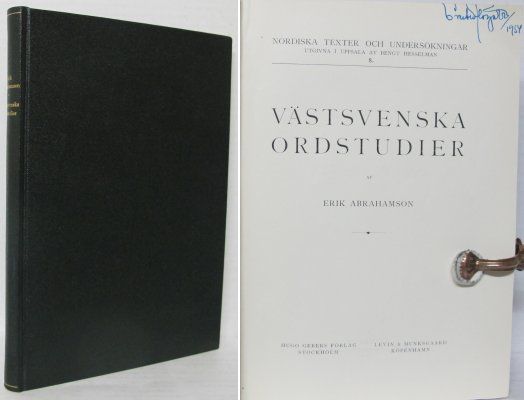 1954
NORDISKA TEXTER OCH UNDERSÖKNINGAR
UTGIVNA I UPPSALA AV BENGT HESSELMAN
8.
VÄSTSVENSKA
ORDSTUDIER
AV
ERIK ABRAHAMSON
HUGO GEBERS FÖRLAG
STOCKHOLM
LEVIN & MUNKSGAARD
KÖPENHAMN